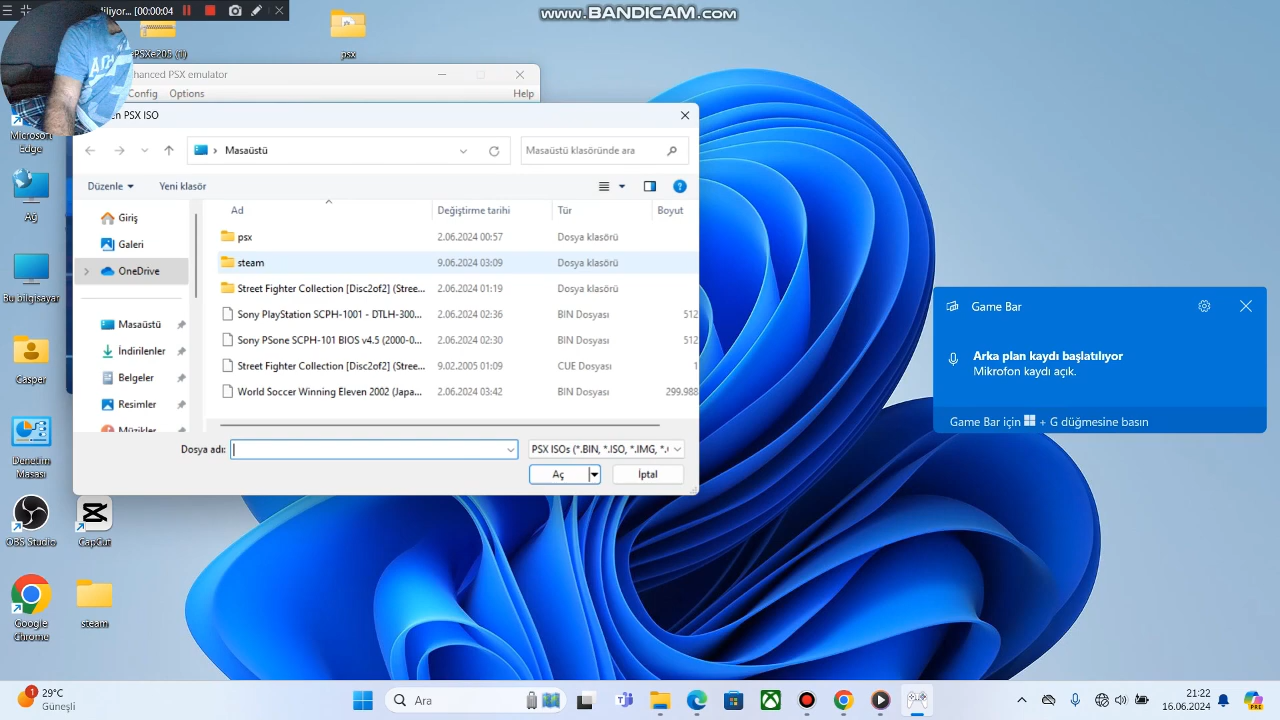 diliyor... [00:00:04]
www.BANDICAM.com
ePSXe205 (1)
psx
hanced PSX emulator
Config
Options
Help
en PSX ISO
Microsoft
Edge
Masaüstü
Masaüstü klasöründe ara
Düzenle
Yeni klasör
Ağ
Giriş
Galeri
OneDrive
Masaüstü
İndirilenler
Belgeler
Resimler
Müzikler
Ad
Değiştirme tarihi
Tür
Boyut
psx
2.06.2024 00:57
Dosya klasörü
steam
9.06.2024 03:09
Dosya klasörü
Street Fighter Collection [Disc2of2] (Stree...
2.06.2024 01:19
Dosya klasörü
Sony PlayStation SCPH-1001 - DTLH-300...
2.06.2024 02:36
BIN Dosyası
512
Sony PSone SCPH-101 BIOS v4.5 (2000-0...
2.06.2024 02:30
BIN Dosyası
512
Street Fighter Collection [Disc2of2] (Stree...
9.02.2005 01:09
CUE Dosyası
1
World Soccer Winning Eleven 2002 (Japa...
2.06.2024 03:42
BIN Dosyası
299.988
Dosya adı:
PSX ISOs (*.BIN, *.ISO, *.IMG, *.
Aç
İptal
Bu bilgisayar
Casper
Denetim
Masası
OBS Studio
CapCut
Google
Chrome
steam
Game Bar
Arka plan kaydı başlatılıyor
Mikrofon kaydı açık.
Game Bar için + G düğmesine basın
1
29°C
Güneşli
Ara
21:22
16.06.2024
PRE